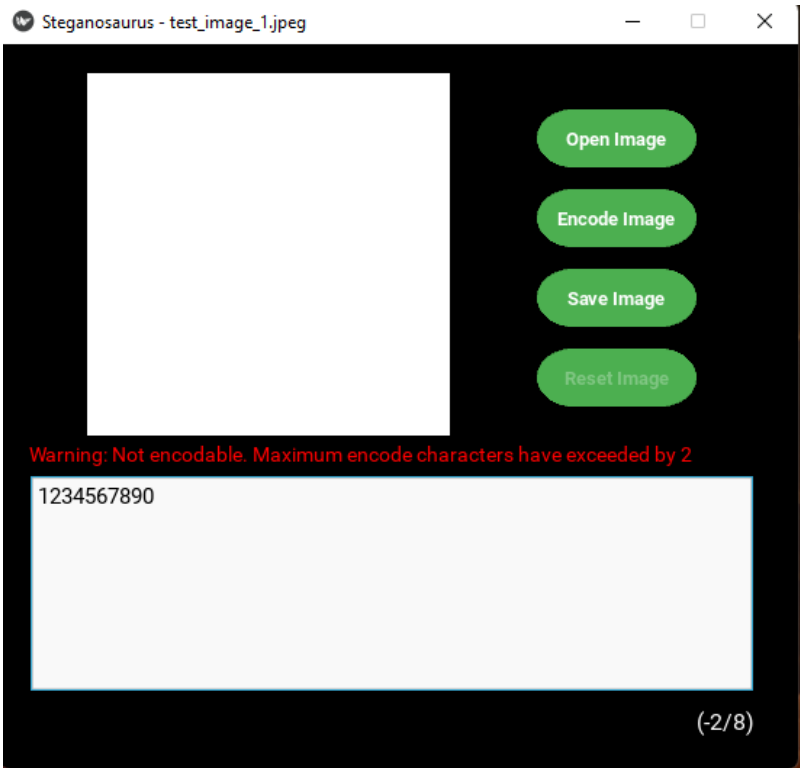 Steganosaurus - test_image_1.jpeg
Open Image
Encode Image
Save Image
Reset Image
Warning: Not encodable. Maximum encode characters have exceeded by 2
1234567890
(-2/8)